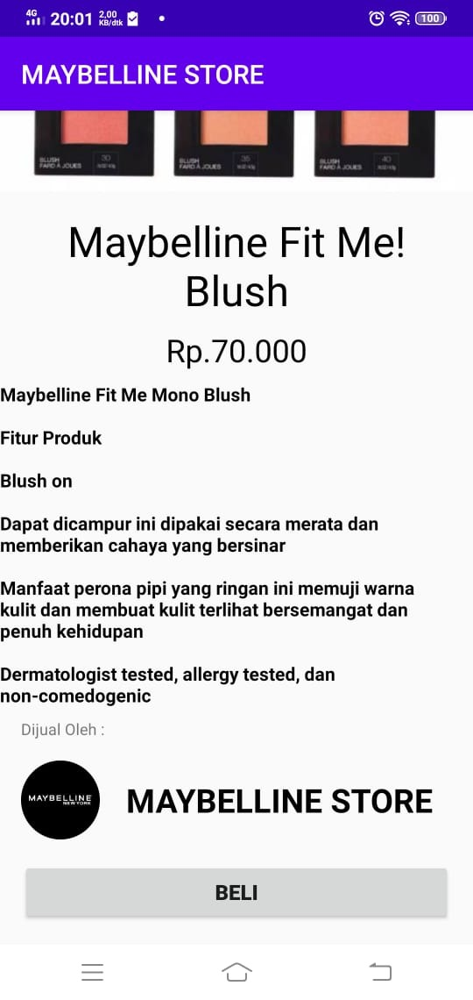 4G 20:01 2,00 KB/dtk 100
MAYBELLINE STORE
30 35 40
BLUSH BLUSH BLUSH
FARD À JOUES FARD À JOUES FARD À JOUES
Maybelline Fit Me!
Blush
Rp.70.000
Maybelline Fit Me Mono Blush
Fitur Produk
Blush on
Dapat dicampur ini dipakai secara merata dan
memberikan cahaya yang bersinar
Manfaat perona pipi yang ringan ini memuji warna
kulit dan membuat kulit terlihat bersemangat dan
penuh kehidupan
Dermatologist tested, allergy tested, dan
non-comedogenic
Dijual Oleh :
MAYBELLINE
NEW YORK
MAYBELLINE STORE
BELI